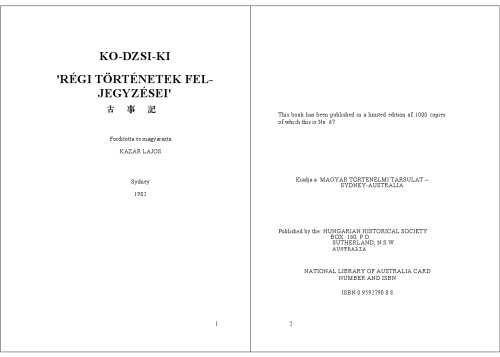 KO-DZSI-KI
'RÉGI TÖRTÉNETEK FEL-
JEGYZÉSEI'
古 事 記
Fordította és magyarázta
KAZÁR LAJOS
Sydney
1982
1
This book has been published in a limited edition of 1000 copies
of which this is No. 67
Kiadja a: MAGYAR TÖRTÉNELMI TÁRSULAT –
SYDNEY-AUSTRALIA
Published by the: HUNGARIAN HISTORICAL SOCIETY
BOX: 160, P.O.
SUTHERLAND, N.S.W
AUSTRALIA
NATIONAL LIBRARY OF AUSTRALIA CARD
NUMBER AND ISBN
ISBN 0 9592790 0 8
2